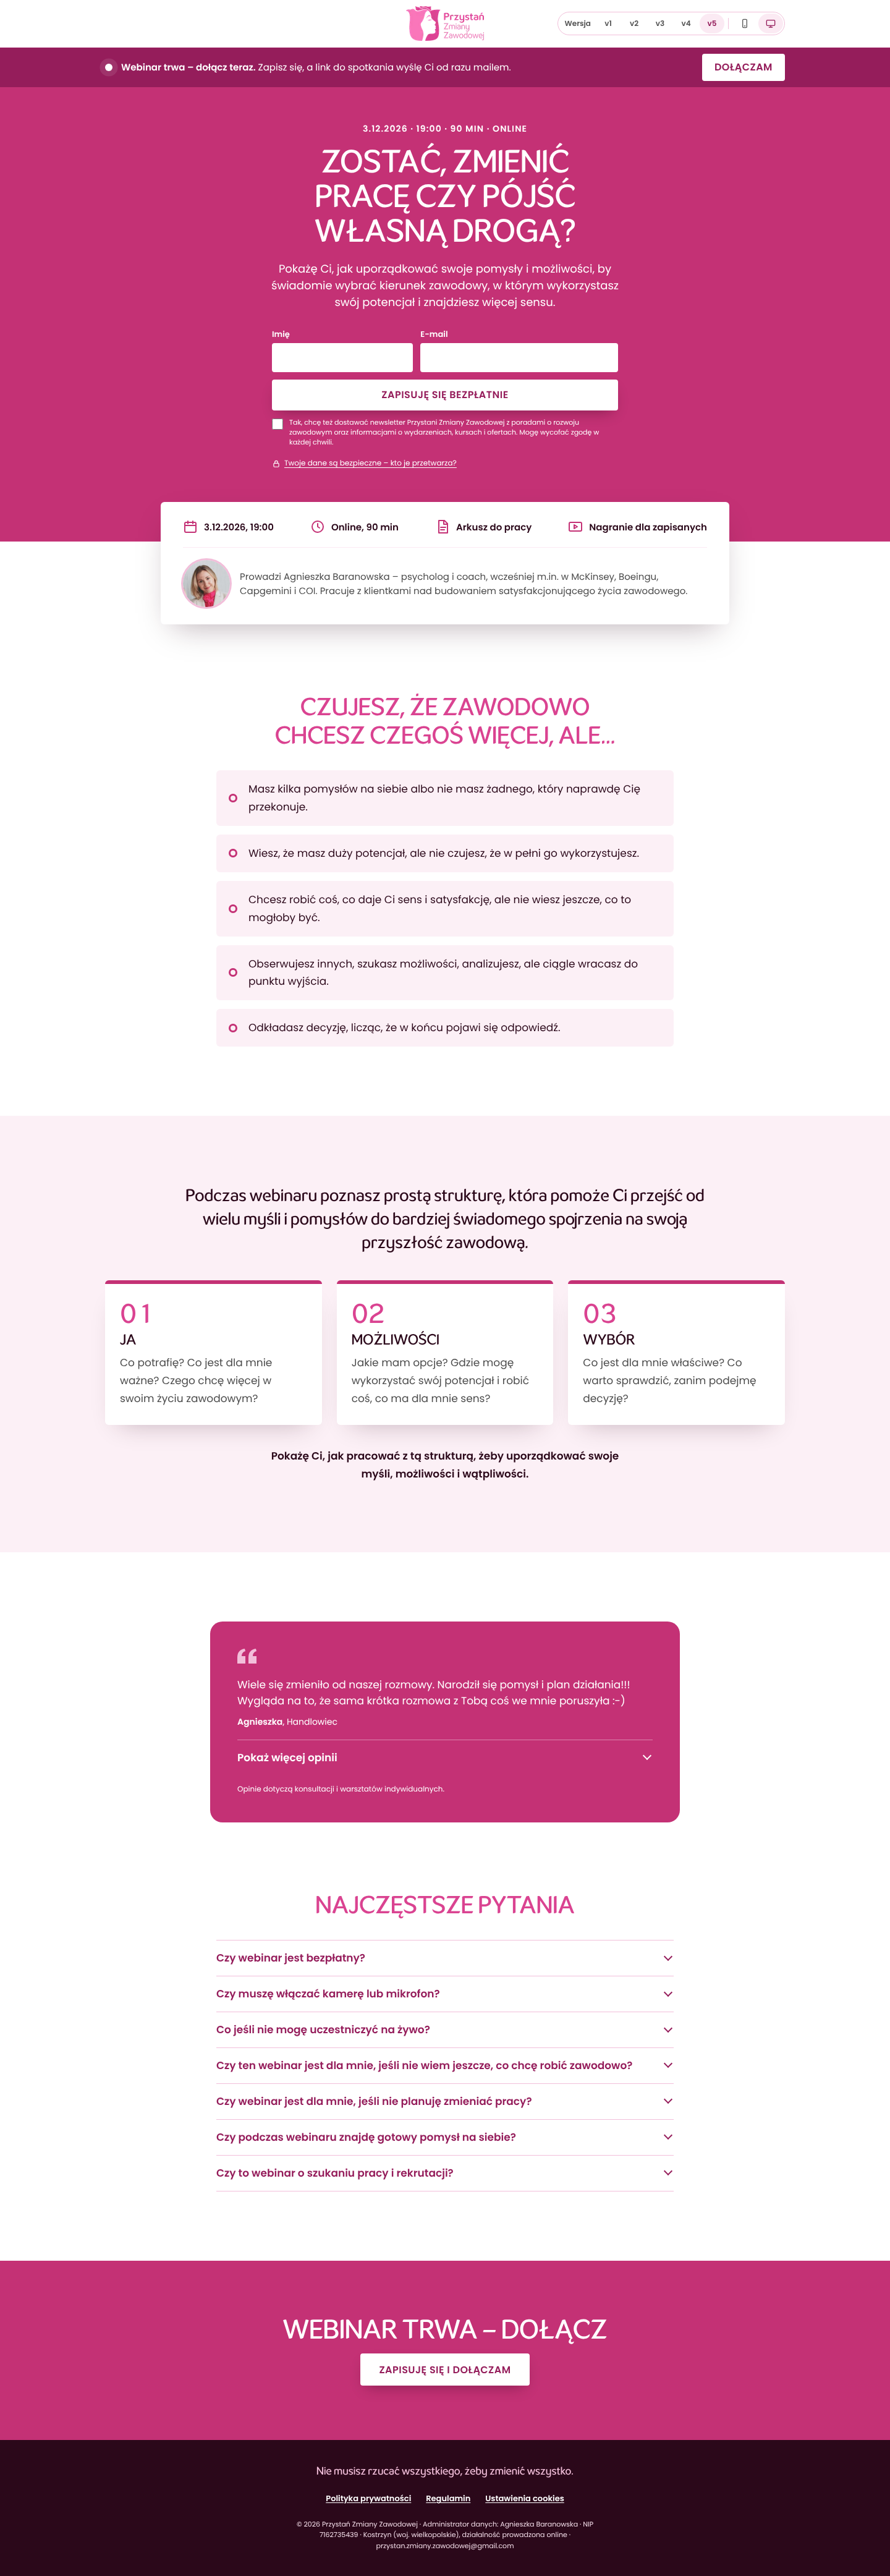 Przystań
Zmiany
Zawodowej
Wersja v1 v2 v3 v4 v5
Webinar trwa – dołącz teraz. Zapisz się, a link do spotkania wyślę Ci od razu mailem.
DOŁĄCZAM
3.12.2026 · 19:00 · 90 MIN · ONLINE
ZOSTAĆ, ZMIENIĆ
PRACĘ CZY PÓJŚĆ
WŁASNĄ DROGĄ?
Pokażę Ci, jak uporządkować swoje pomysły i możliwości, by
świadomie wybrać kierunek zawodowy, w którym wykorzystasz
swój potencjał i znajdziesz więcej sensu.
Imię
E-mail
ZAPISUJĘ SIĘ BEZPŁATNIE
Tak, chcę też dostawać newsletter Przystani Zmiany Zawodowej z poradami o rozwoju
zawodowym oraz informacjami o wydarzeniach, kursach i ofertach. Mogę wycofać zgodę w
każdej chwili.
Twoje dane są bezpieczne – kto je przetwarza?
3.12.2026, 19:00
Online, 90 min
Arkusz do pracy
Nagranie dla zapisanych
Prowadzi Agnieszka Baranowska – psycholog i coach, wcześniej m.in. w McKinsey, Boeingu,
Capgemini i COI. Pracuje z klientkami nad budowaniem satysfakcjonującego życia zawodowego.
CZUJESZ, ŻE ZAWODOWO
CHCESZ CZEGOŚ WIĘCEJ, ALE...
Masz kilka pomysłów na siebie albo nie masz żadnego, który naprawdę Cię
przekonuje.
Wiesz, że masz duży potencjał, ale nie czujesz, że w pełni go wykorzystujesz.
Chcesz robić coś, co daje Ci sens i satysfakcję, ale nie wiesz jeszcze, co to
mogłoby być.
Obserwujesz innych, szukasz możliwości, analizujesz, ale ciągle wracasz do
punktu wyjścia.
Odkładasz decyzję, licząc, że w końcu pojawi się odpowiedź.
Podczas webinaru poznasz prostą strukturę, która pomoże Ci przejść od
wielu myśli i pomysłów do bardziej świadomego spojrzenia na swoją
przyszłość zawodową.
01
JA
Co potrafię? Co jest dla mnie
ważne? Czego chcę więcej w
swoim życiu zawodowym?
02
MOŻLIWOŚCI
Jakie mam opcje? Gdzie mogę
wykorzystać swój potencjał i robić
coś, co ma dla mnie sens?
03
WYBÓR
Co jest dla mnie właściwe? Co
warto sprawdzić, zanim podejmę
decyzję?
Pokażę Ci, jak pracować z tą strukturą, żeby uporządkować swoje
myśli, możliwości i wątpliwości.
Wiele się zmieniło od naszej rozmowy. Narodził się pomysł i plan działania!!!
Wygląda na to, że sama krótka rozmowa z Tobą coś we mnie poruszyła :-)
Agnieszka, Handlowiec
Pokaż więcej opinii
Opinie dotyczą konsultacji i warsztatów indywidualnych.
NAJCZĘSTSZE PYTANIA
Czy webinar jest bezpłatny?
Czy muszę włączać kamerę lub mikrofon?
Co jeśli nie mogę uczestniczyć na żywo?
Czy ten webinar jest dla mnie, jeśli nie wiem jeszcze, co chcę robić zawodowo?
Czy webinar jest dla mnie, jeśli nie planuję zmieniać pracy?
Czy podczas webinaru znajdę gotowy pomysł na siebie?
Czy to webinar o szukaniu pracy i rekrutacji?
WEBINAR TRWA – DOŁĄCZ
ZAPISUJĘ SIĘ I DOŁĄCZAM
Nie musisz rzucać wszystkiego, żeby zmienić wszystko.
Polityka prywatności Regulamin Ustawienia cookies
© 2026 Przystań Zmiany Zawodowej · Administrator danych: Agnieszka Baranowska · NIP
7162735439 · Kostrzyn (woj. wielkopolskie), działalność prowadzona online ·
przystan.zmiany.zawodowej@gmail.com